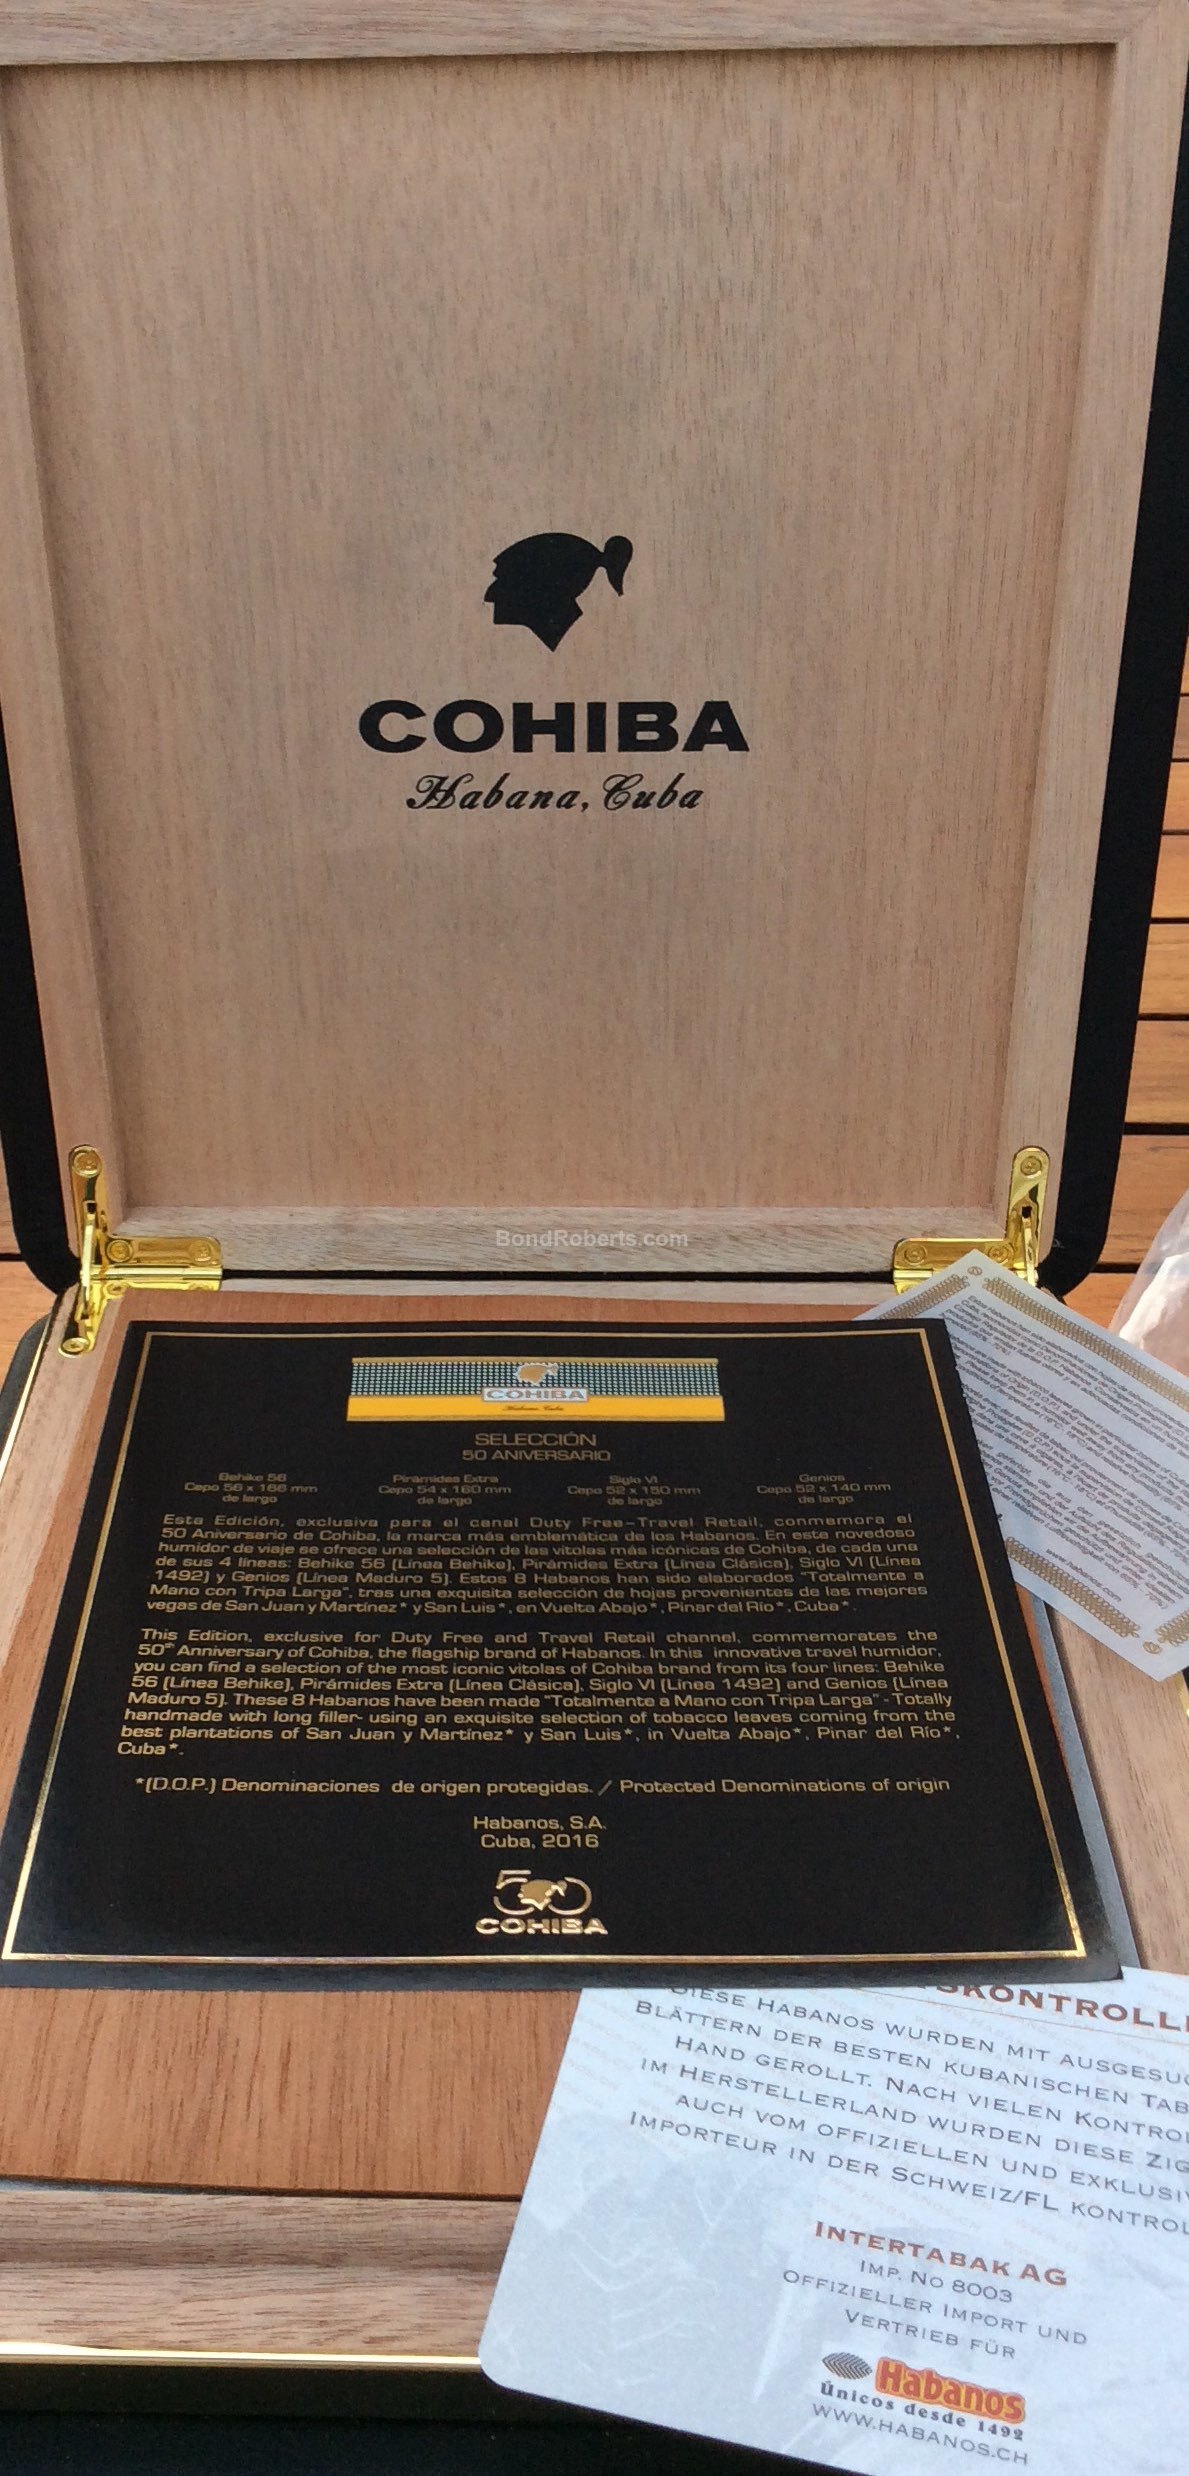 COHIBA
Habana, Cuba
BondRoberts.com
COHIBA
Habana, Cuba
SELECCIÓN
50 ANIVERSARIO
Behike 56
Cepo 56 x 166 mm
de largo
Pirámides Extra
Cepo 54 x 160 mm
de largo
Siglo VI
Cepo 52 x 150 mm
de largo
Genios
Cepo 52 x 140 mm
de largo
Esta Edición, exclusiva para el canal Duty Free-Travel Retail, conmemora el
50 Aniversario de Cohiba, la marca más emblemática de los Habanos. En este novedoso
humidor de viaje se ofrece una selección de las vitolas más icónicas de Cohiba, de cada una
de sus 4 líneas: Behike 56 (Línea Behike), Pirámides Extra (Línea Clásica), Siglo VI (Línea
1492) y Genios (Línea Maduro 5). Estos 8 Habanos han sido elaborados "Totalmente a
Mano con Tripa Larga", tras una exquisita selección de hojas provenientes de las mejores
vegas de San Juan y Martínez* y San Luis*, en Vuelta Abajo*, Pinar del Río*, Cuba*.
This Edition, exclusive for Duty Free and Travel Retail channel, commemorates the
50th Anniversary of Cohiba, the flagship brand of Habanos. In this innovative travel humidor,
you can find a selection of the most iconic vitolas of Cohiba brand from its four lines: Behike
56 (Línea Behike), Pirámides Extra (Línea Clásica), Siglo VI (Línea 1492) and Genios (Línea
Maduro 5). These 8 Habanos have been made "Totalmente a Mano con Tripa Larga" - Totally
handmade with long filler- using an exquisite selection of tobacco leaves coming from the
best plantations of San Juan y Martínez* y San Luis*, in Vuelta Abajo*, Pinar del Río*,
Cuba*.
*(D.O.P.) Denominaciones de origen protegidas. / Protected Denominations of origin
Habanos, S.A.
Cuba, 2016
50
COHIBA
www.habanos.com
DIESE HABANOS WURDEN MIT
BLÄTTERN DER BESTEN KUBANISCHEN
HAND GEROLLT. NACH VIELEN
IM HERSTELLERLAND WURDEN DIESE
AUCH VOM OFFIZIELLEN UND
IMPORTEUR IN DER SCHWEIZ/FL
INTERTABAK AG
IMP. NO 8003
OFFIZIELLER IMPORT UND
VERTRIEB FÜR
Habanos
únicos desde 1492
WWW.HABANOS.CH